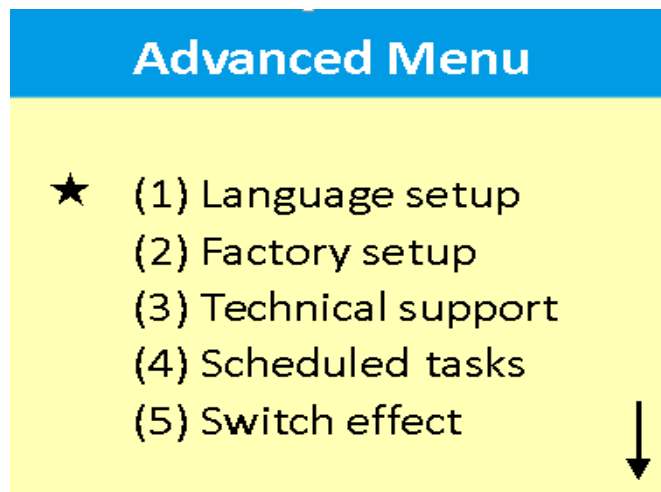 Advanced Menu
(1) Language setup
(2) Factory setup
(3) Technical support
(4) Scheduled tasks
(5) Switch effect